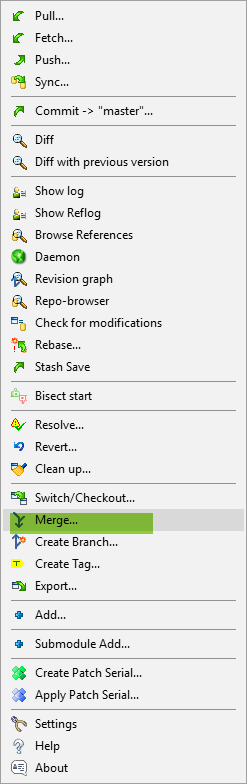 Pull...
Fetch...
Push...
Sync...
Commit -> "master"...
Diff
Diff with previous version
Show log
Show Reflog
Browse References
Daemon
Revision graph
Repo-browser
Check for modifications
Rebase...
Stash Save
Bisect start
Resolve...
Revert...
Clean up...
Switch/Checkout...
Merge...
Create Branch...
Create Tag...
Export...
Add...
Submodule Add...
Create Patch Serial...
Apply Patch Serial...
Settings
Help
About